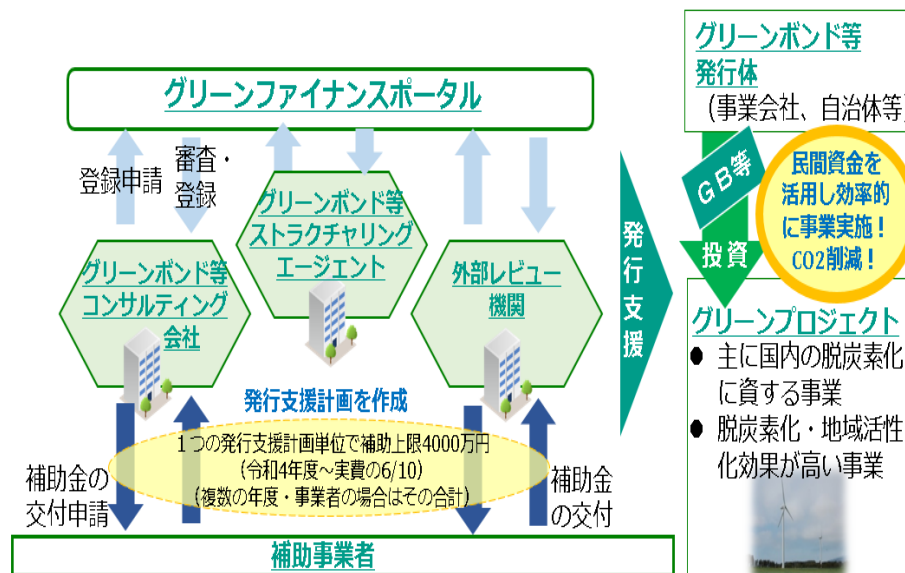 グリーンファイナンスポータル
登録申請
審査・
登録
グリーンボンド等
コンサルティング
会社
グリーンボンド等
ストラクチャリング
エージェント
外部レビュー
機関
発行支援計画を作成
１つの発行支援計画単位で補助上限4000万円
(令和4年度～実費の6/10)
(複数の年度・事業者の場合はその合計)
補助金の
交付申請
補助金
の交付
補助事業者
発行支援
グリーンボンド等
発行体
（事業会社、自治体等）
GB等
投資
民間資金を
活用し効率的
に事業実施！
CO2削減！
グリーンプロジェクト
● 主に国内の脱炭素化
に資する事業
● 脱炭素化・地域活性
化効果が高い事業